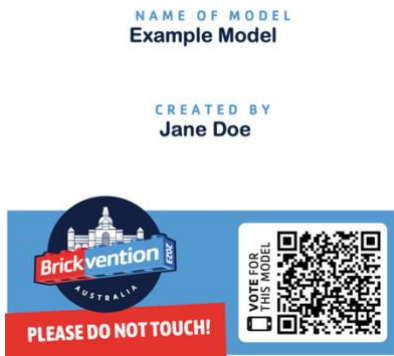 NAME OF MODEL
Example Model
CREATED BY
Jane Doe
Brickvention
2023
AUSTRALIA
PLEASE DO NOT TOUCH!
VOTE FOR
THIS MODEL